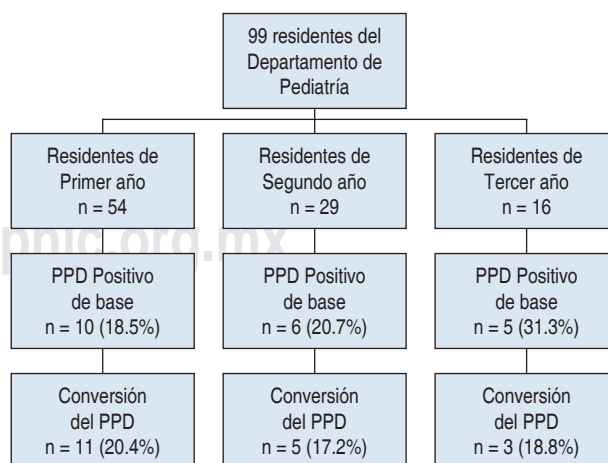 99 residentes del
Departamento de
Pediatría
Residentes de
Primer año
n = 54
Residentes de
Segundo año
n = 29
Residentes de
Tercer año
n = 16
PPD Positivo
de base
n = 10 (18.5%)
PPD Positivo
de base
n = 6 (20.7%)
PPD Positivo
de base
n = 5 (31.3%)
Conversión
del PPD
n = 11 (20.4%)
Conversión
del PPD
n = 5 (17.2%)
Conversión
del PPD
n = 3 (18.8%)